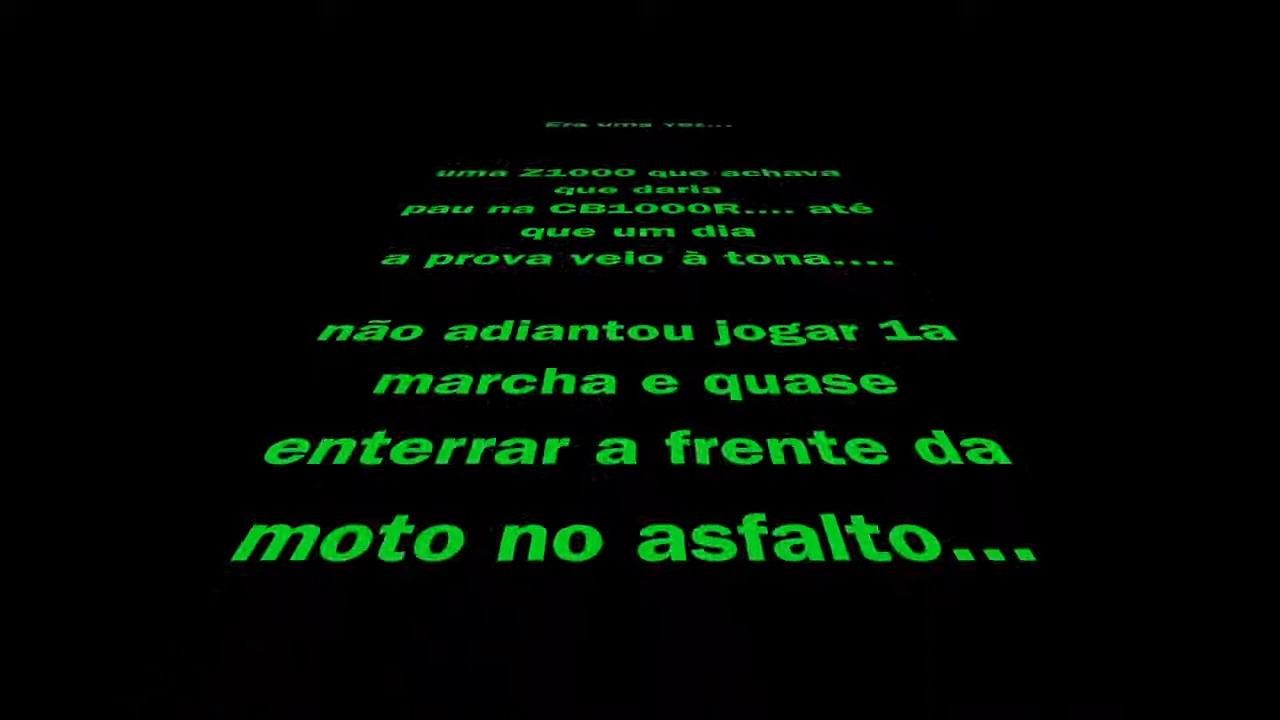 Era uma vez...
uma Z1000 que achava
que daria
pau na CB1000R.... até
que um dia
a prova veio à tona....
não adiantou jogar 1a
marcha e quase
enterrar a frente da
moto no asfalto...